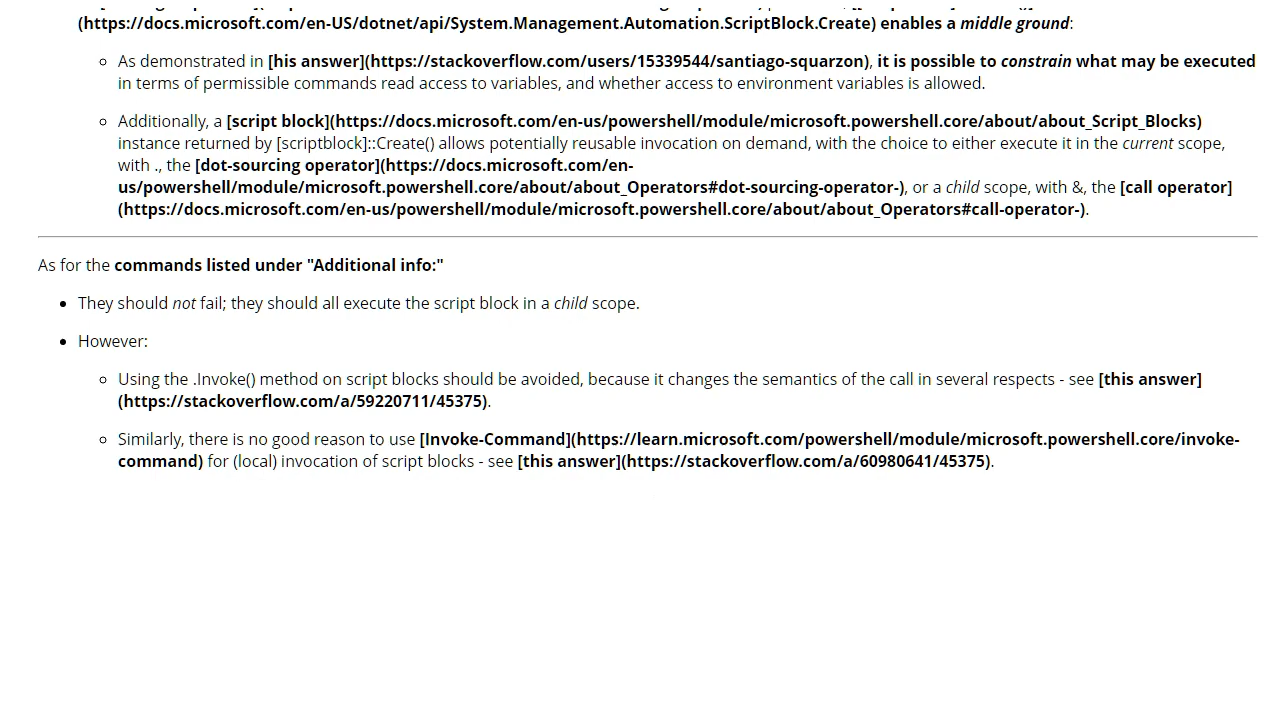 (https://docs.microsoft.com/en-US/dotnet/api/System.Management.Automation.ScriptBlock.Create) enables a middle ground:
As demonstrated in [his answer](https://stackoverflow.com/users/15339544/santiago-squarzon), it is possible to constrain what may be executed
in terms of permissible commands read access to variables, and whether access to environment variables is allowed.
Additionally, a [script block](https://docs.microsoft.com/en-us/powershell/module/microsoft.powershell.core/about/about_Script_Blocks)
instance returned by [scriptblock]::Create() allows potentially reusable invocation on demand, with the choice to either execute it in the current scope,
with ., the [dot-sourcing operator](https://docs.microsoft.com/en-
us/powershell/module/microsoft.powershell.core/about/about_Operators#dot-sourcing-operator-), or a child scope, with &, the [call operator]
(https://docs.microsoft.com/en-us/powershell/module/microsoft.powershell.core/about/about_Operators#call-operator-).
As for the commands listed under "Additional info:"
They should not fail; they should all execute the script block in a child scope.
However:
Using the .Invoke() method on script blocks should be avoided, because it changes the semantics of the call in several respects - see [this answer]
(https://stackoverflow.com/a/59220711/45375).
Similarly, there is no good reason to use [Invoke-Command](https://learn.microsoft.com/powershell/module/microsoft.powershell.core/invoke-
command) for (local) invocation of script blocks - see [this answer](https://stackoverflow.com/a/60980641/45375).